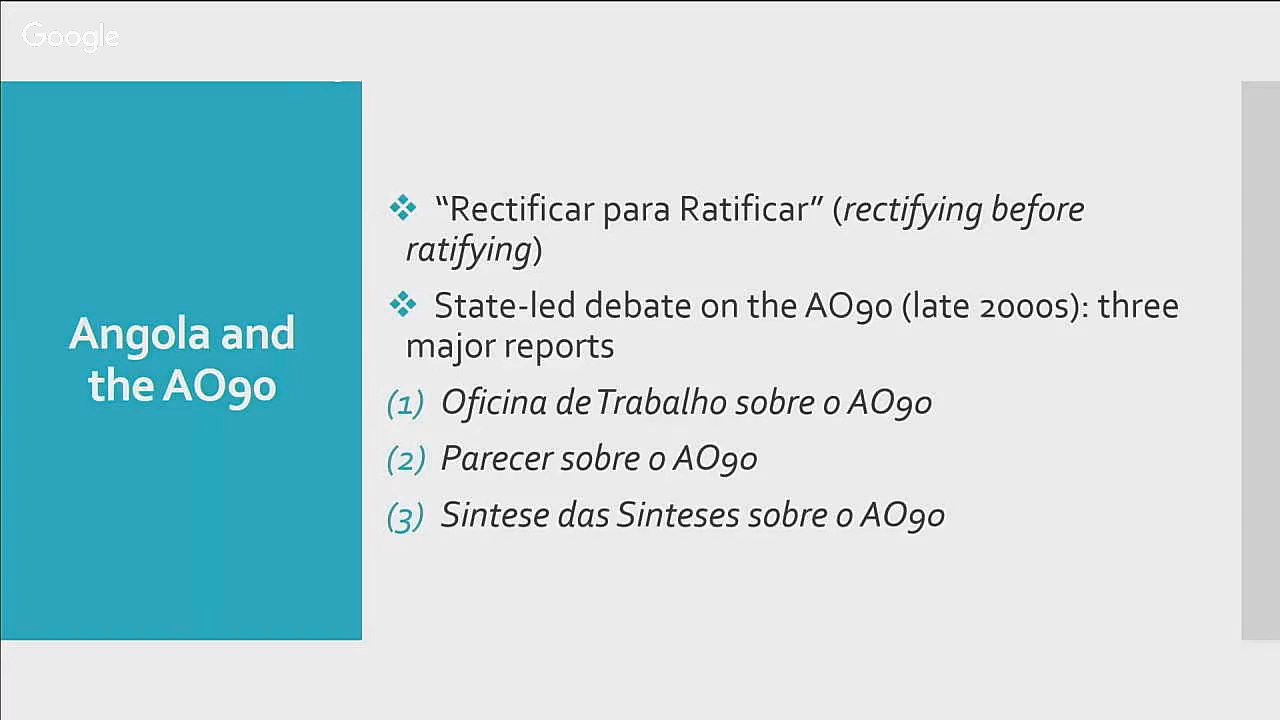 Google
Angola and
the AO90
❖ “Rectificar para Ratificar” (rectifying before
ratifying)
❖ State-led debate on the AO90 (late 2000s): three
major reports
(1) Oficina de Trabalho sobre o AO90
(2) Parecer sobre o AO90
(3) Sintese das Sinteses sobre o AO90